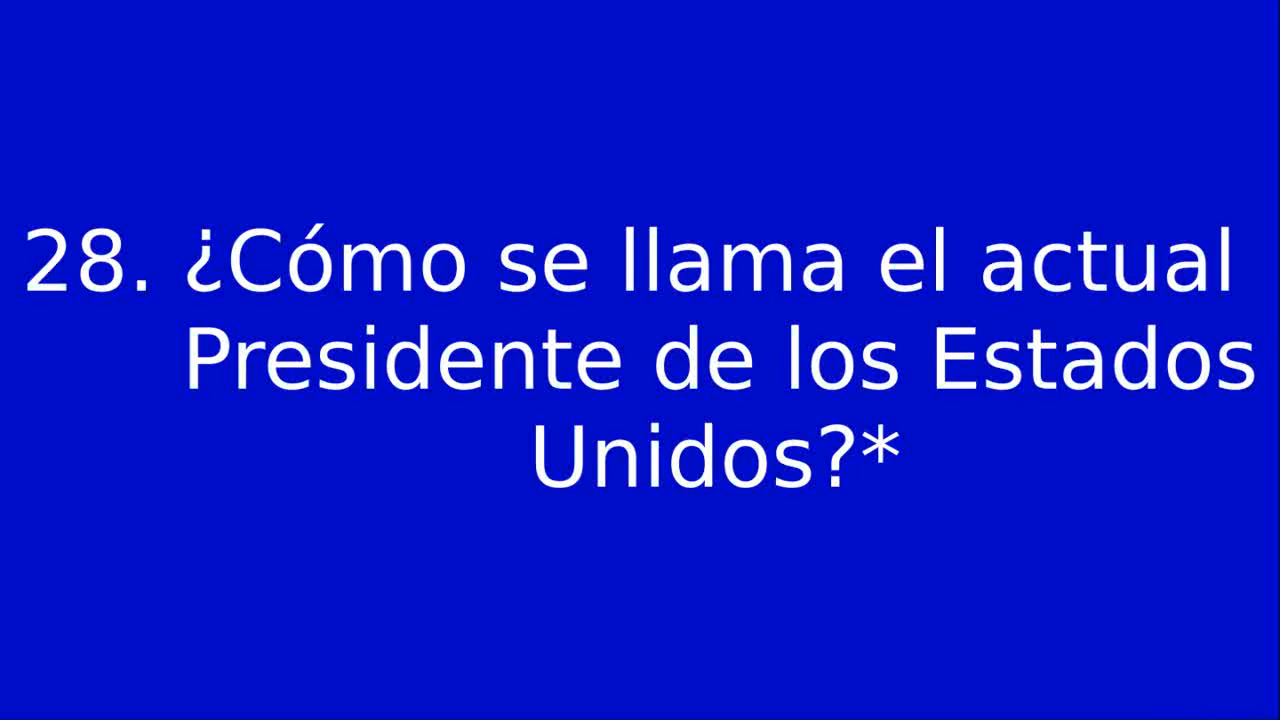 28. ¿Cómo se llama el actual
Presidente de los Estados
Unidos?*